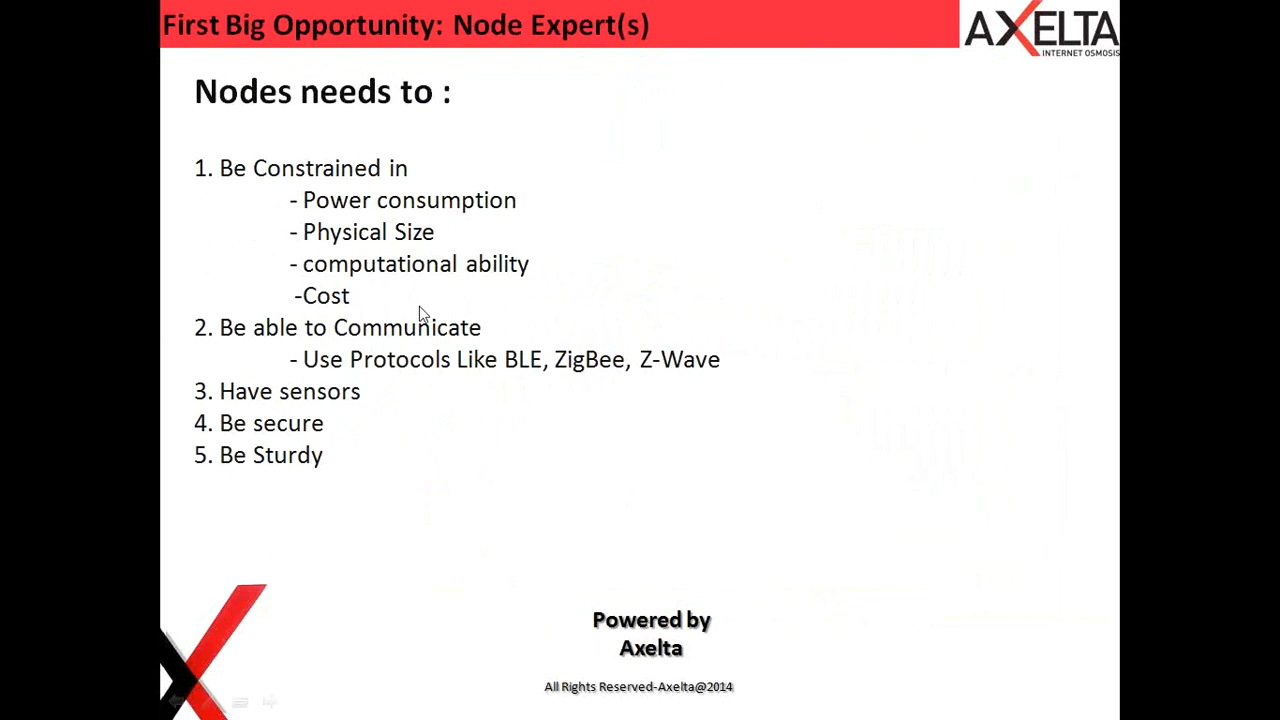 First Big Opportunity: Node Expert(s)
AXELTA
INTERNET OSMOSIS
Nodes needs to :
1. Be Constrained in
- Power consumption
- Physical Size
- computational ability
-Cost
2. Be able to Communicate
- Use Protocols Like BLE, ZigBee, Z-Wave
3. Have sensors
4. Be secure
5. Be Sturdy
Powered by
Axelta
All Rights Reserved-Axelta@2014